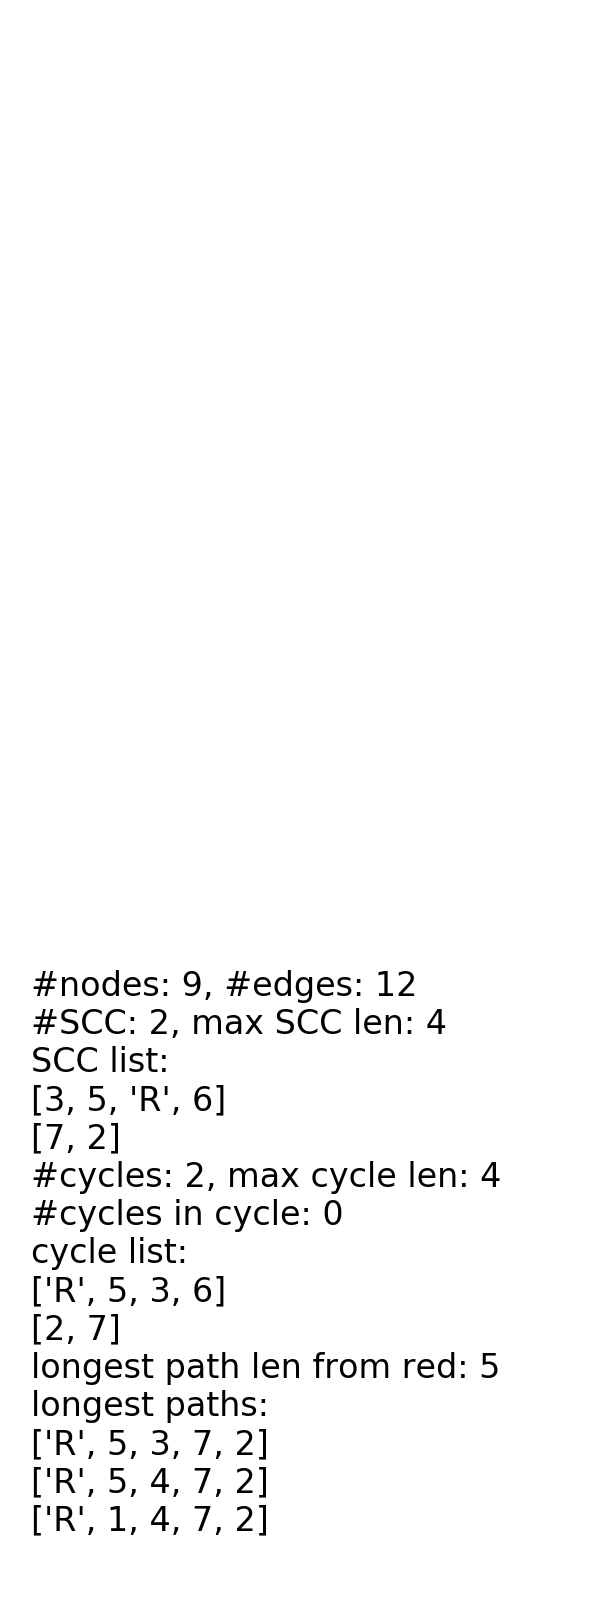 #nodes: 9, #edges: 12
#SCC: 2, max SCC len: 4
SCC list:
[3, 5, 'R', 6]
[7, 2]
#cycles: 2, max cycle len: 4
#cycles in cycle: 0
cycle list:
['R', 5, 3, 6]
[2, 7]
longest path len from red: 5
longest paths:
['R', 5, 3, 7, 2]
['R', 5, 4, 7, 2]
['R', 1, 4, 7, 2]